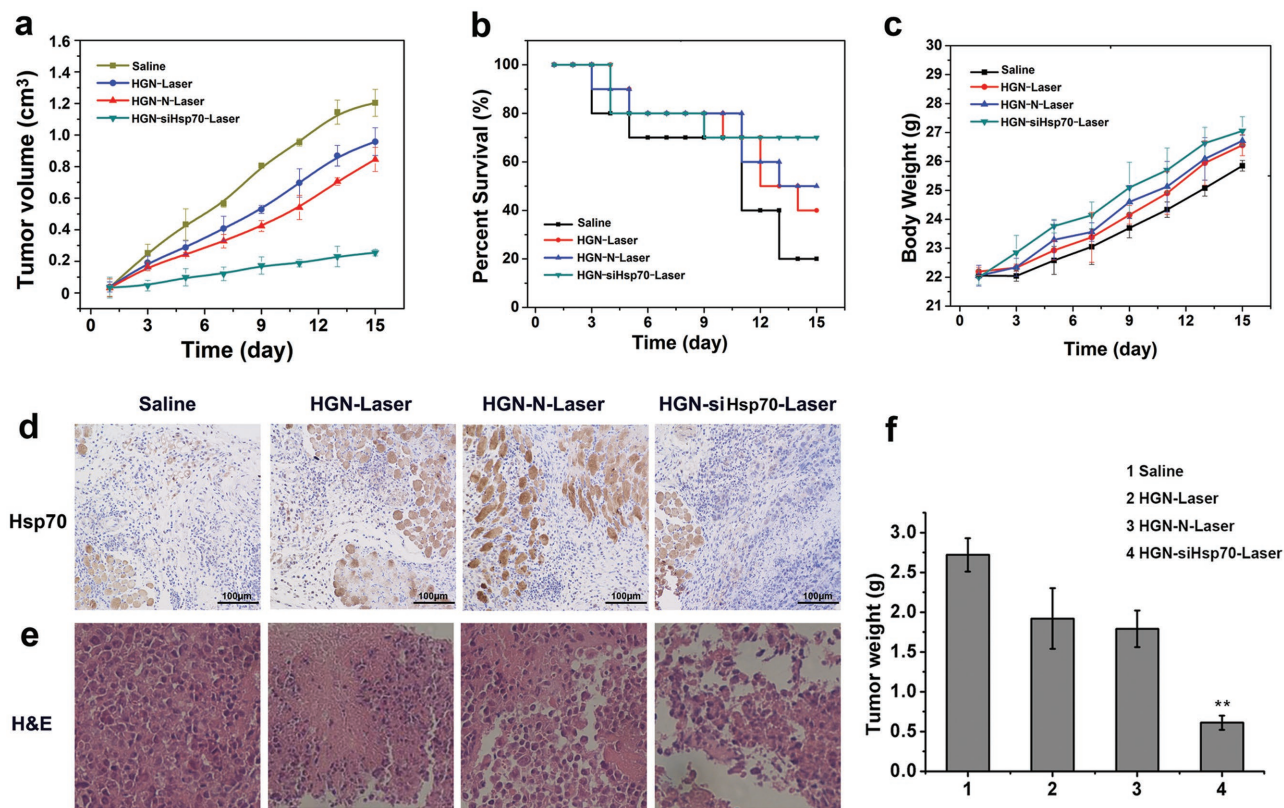 a
1.6
1.4
1.2
1.0
0.8
0.6
0.4
0.2
0
Tumor volume (cm³)
Saline
HGN-Laser
HGN-N-Laser
HGN-siHsp70-Laser
0 3 6 7 9 12 15
Time (day)
b
100
80
60
40
20
0
Percent Survival (%)
Saline
HGN-Laser
HGN-N-Laser
HGN-siHsp70-Laser
0 3 6 7 9 12 15
Time (day)
c
30
29
28
27
26
25
24
23
22
21
Body Weight (g)
Saline
HGN-Laser
HGN-N-Laser
HGN-siHsp70-Laser
0 3 6 7 9 12 15
Time (day)
d
Saline HGN-Laser HGN-N-Laser HGN-siHsp70-Laser
Hsp70
100μm 100μm 100μm 100μm
e
H&E
f
1 Saline
2 HGN-Laser
3 HGN-N-Laser
4 HGN-siHsp70-Laser
3.0
2.5
2.0
1.5
1.0
0.5
0.0
Tumor weight (g)
**
1 2 3 4